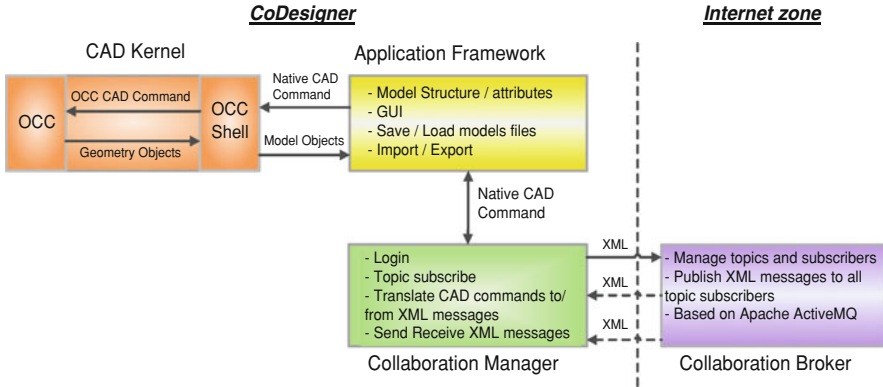 CoDesigner
Internet zone
CAD Kernel
Application Framework
OCC
OCC CAD Command
Geometry Objects
OCC
Shell
Native CAD
Command
Model Objects
- Model Structure / attributes
- GUI
- Save / Load models files
- Import / Export
Native CAD
Command
- Login
- Topic subscribe
- Translate CAD commands to/
from XML messages
- Send Receive XML messages
Collaboration Manager
XML
XML
XML
- Manage topics and subscribers
- Publish XML messages to all
topic subscribers
- Based on Apache ActiveMQ
Collaboration Broker